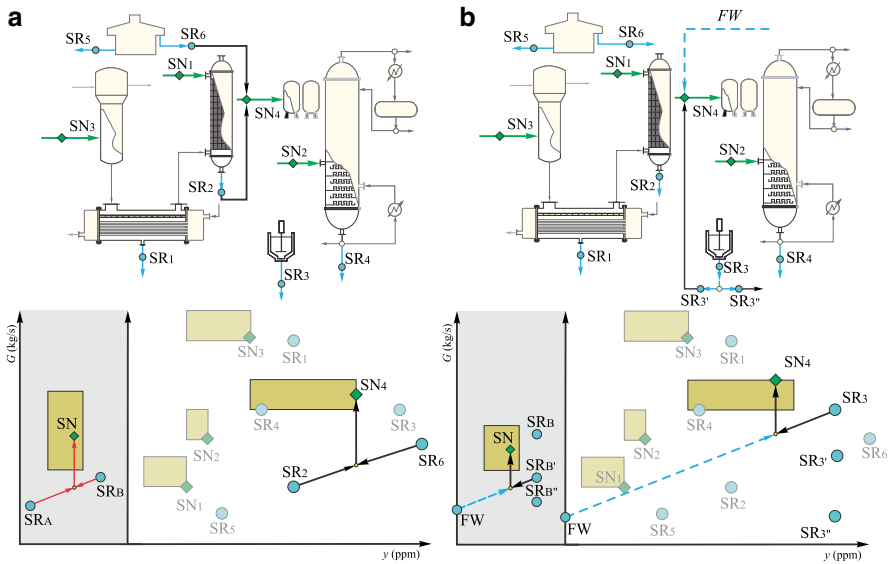 a
SR5
SR6
SN1
SN3
SN4
SN2
SR2
SR1
SR3
SR4
G (kg/s)
SN3
SR1
SN4
SN
SR4
SR3
SN2
SR6
SR2
SRB
SN1
SRA
SR5
y (ppm)
b
FW
SR5
SR6
SN1
SN3
SN4
SN2
SR2
SR1
SR3
SR4
SR3'
SR3"
G (kg/s)
SN3
SR1
SN4
SR3
SRB
SR4
SN
SN2
SR6
SR3'
SRB'
SRB"
SN1
SR2
FW
FW
SR5
SR3"
y (ppm)